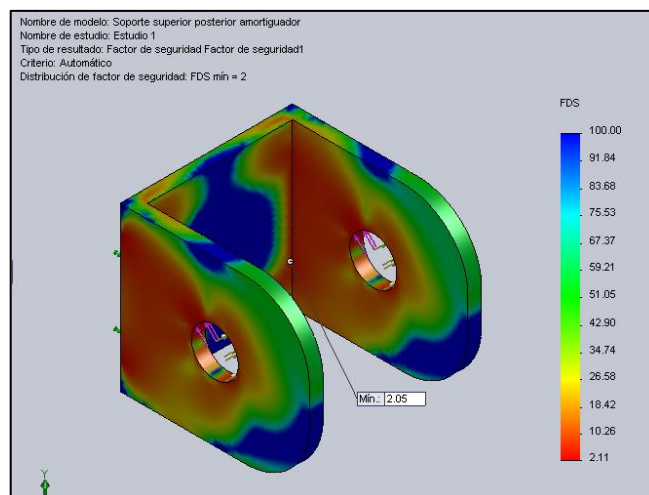 Nombre de modelo: Soporte superior posterior amortiguador
Nombre de estudio: Estudio 1
Tipo de resultado: Factor de seguridad Factor de seguridad1
Criterio: Automático
Distribución de factor de seguridad: FDS mín = 2
FDS
100.00
91.84
83.68
75.53
67.37
59.21
51.05
42.90
34.74
26.58
18.42
10.26
2.11
Mín.: 2.05
Y